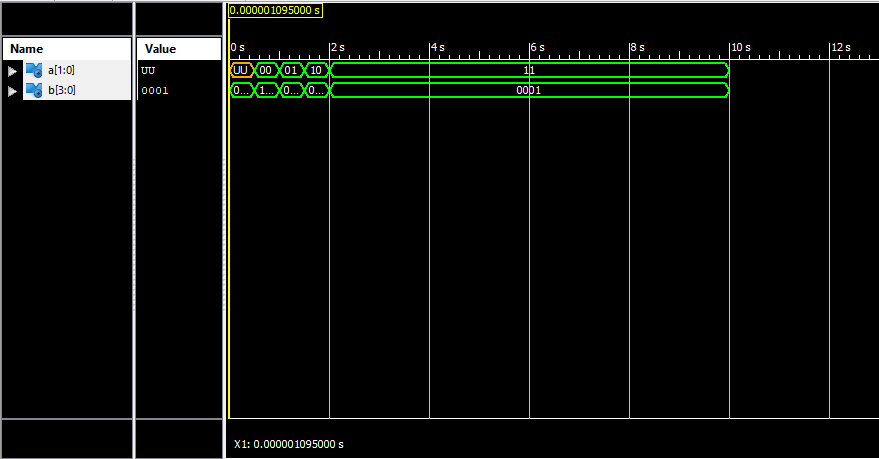 0.000001095000 s
Name Value
0 s 2 s 4 s 6 s 8 s 10 s 12 s
a[1:0] UU UU 00 01 10 11
b[3:0] 0001 0... 1... 0... 0... 0001
X1: 0.000001095000 s